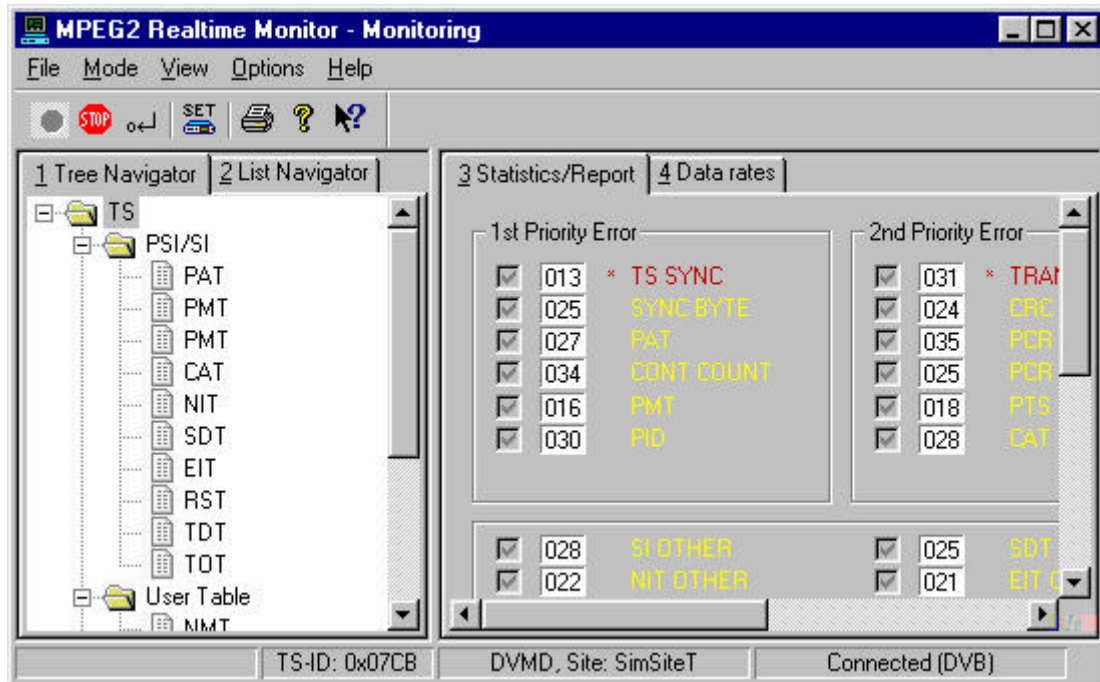 MPEG2 Realtime Monitor - Monitoring
File Mode View Options Help
STOP SET
1 Tree Navigator 2 List Navigator
TS
PSI/SI
PAT
PMT
PMT
CAT
NIT
SDT
EIT
RST
TDT
TOT
User Table
NMT
3 Statistics/Report 4 Data rates
1st Priority Error
013 * TS SYNC
025 SYNC BYTE
027 PAT
034 CONT COUNT
016 PMT
030 PID
2nd Priority Error
031 *
024 CRC
035 PCR
025 PCR
018 PTS
028 CAT
028 SI OTHER
022 NIT OTHER
025 SDT
021 EIT
TS-ID: 0x07CB DVMD, Site: SimSiteT Connected (DVB)